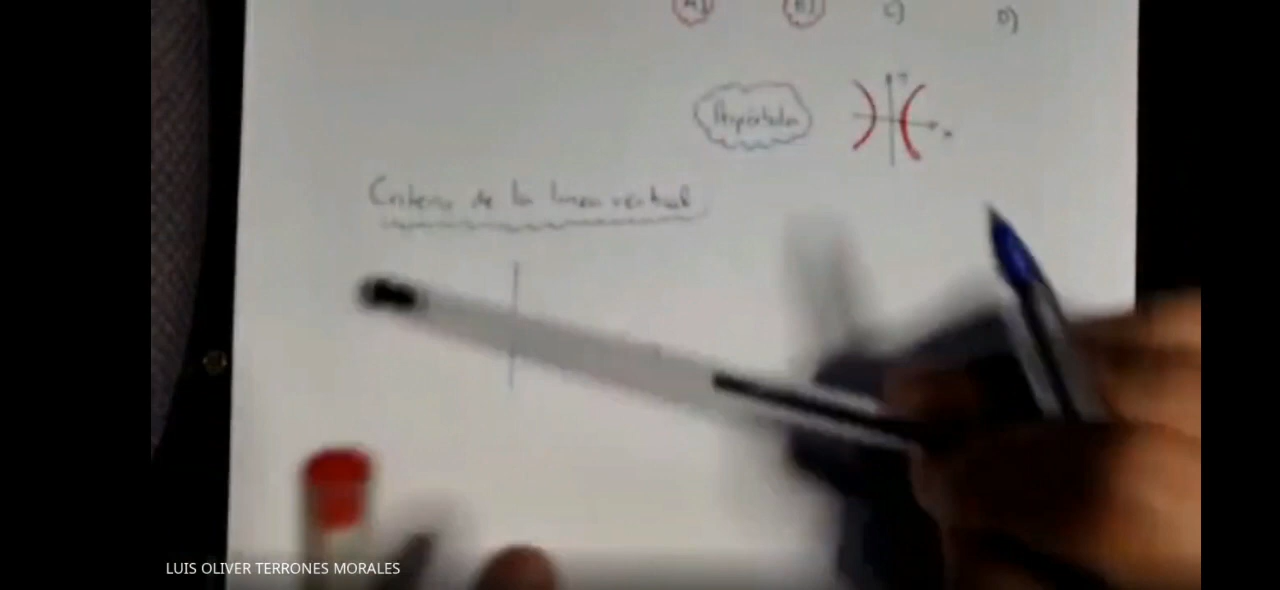 A) B) C) D)
Hipérbola
Criterio de la línea vertical
LUIS OLIVER TERRONES MORALES